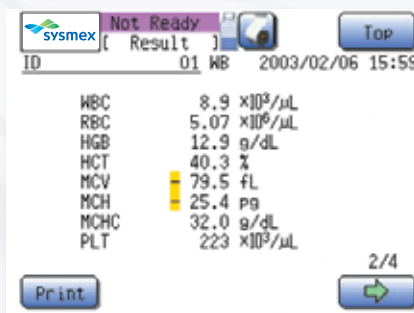 sysmex Not Ready Top
[ Result ]
ID 01 WB 2003/02/06 15:59
WBC 8.9 ×10³/µL
RBC 5.07 ×10⁶/µL
HGB 12.9 g/dL
HCT 40.3 %
MCV - 79.5 fL
MCH - 25.4 pg
MCHC 32.0 g/dL
PLT 223 ×10³/µL
2/4
Print